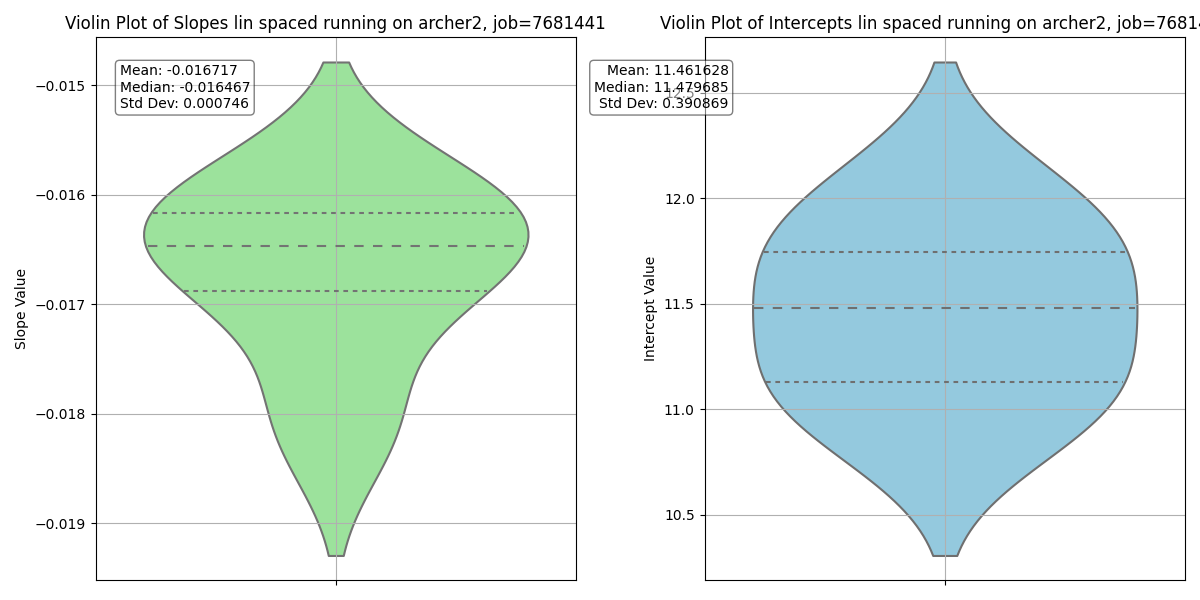 Violin Plot of Slopes lin spaced running on archer2, job=7681441
Mean: -0.016717
Median: -0.016467
Std Dev: 0.000746
Slope Value
−0.015
−0.016
−0.017
−0.018
−0.019
Violin Plot of Intercepts lin spaced running on archer2, job=7681
Mean: 11.461628
Median: 11.479685
Std Dev: 0.390869
Intercept Value
12.5
12.0
11.5
11.0
10.5